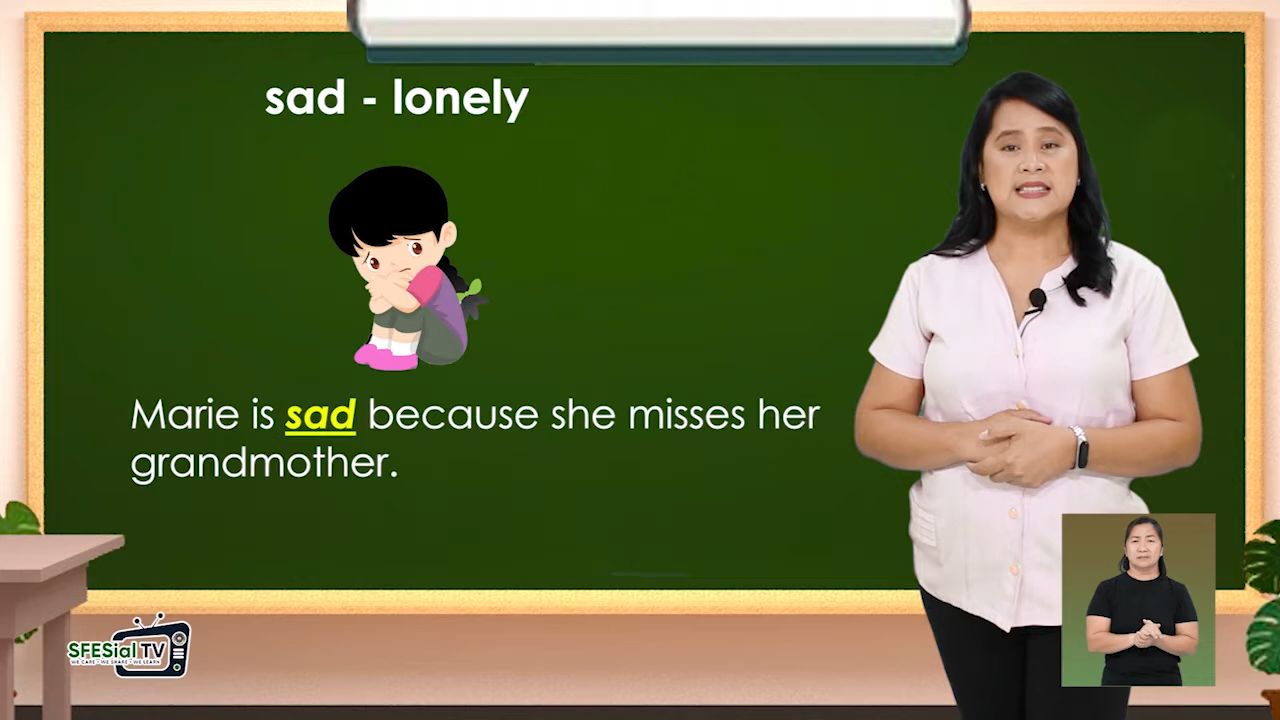 sad - lonely
Marie is sad because she misses her
grandmother.
SFESial TV
WE CARE - WE SHARE - WE LEARN